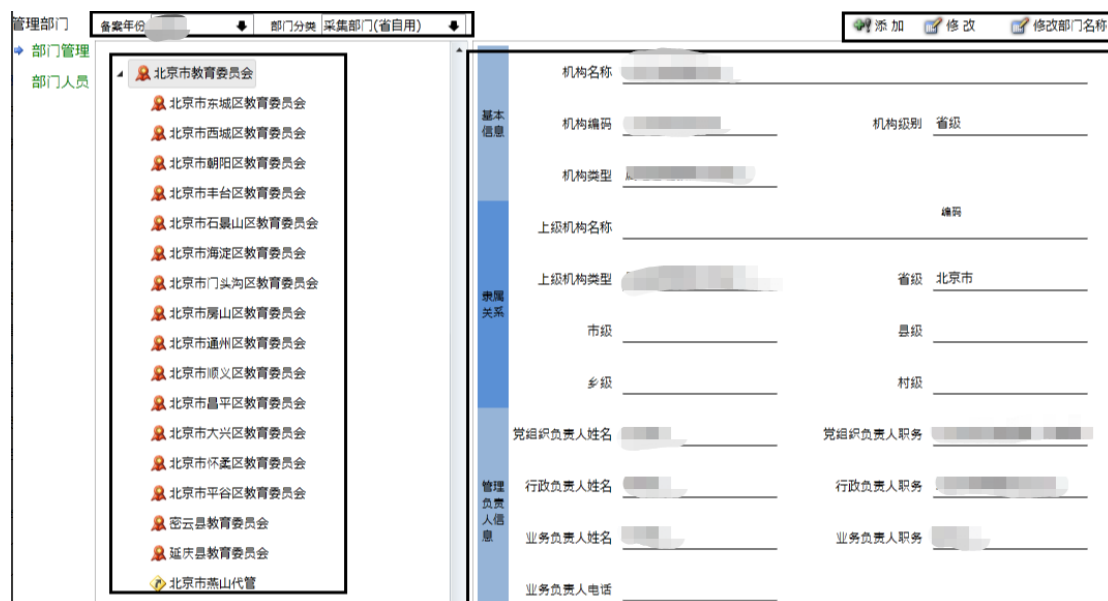 管理部门
备案年份 部门分类 采集部门(省自用)
添加 修改 修改部门名称
部门管理
部门人员
北京市教育委员会
北京市东城区教育委员会
北京市西城区教育委员会
北京市朝阳区教育委员会
北京市丰台区教育委员会
北京市石景山区教育委员会
北京市海淀区教育委员会
北京市门头沟区教育委员会
北京市房山区教育委员会
北京市通州区教育委员会
北京市顺义区教育委员会
北京市昌平区教育委员会
北京市大兴区教育委员会
北京市怀柔区教育委员会
北京市平谷区教育委员会
密云县教育委员会
延庆县教育委员会
北京市燕山代管
基本
信息
机构名称
机构编码 机构级别 省级
机构类型
隶属
关系
编码
上级机构名称
上级机构类型 省级 北京市
市级 县级
乡级 村级
管理
负责
人信
息
党组织负责人姓名 党组织负责人职务
行政负责人姓名 行政负责人职务
业务负责人姓名 业务负责人职务
业务负责人电话